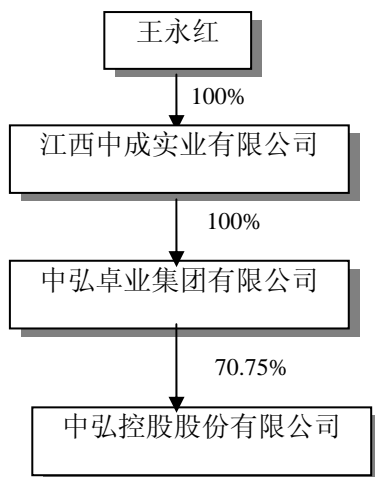 王永红
100%
江西中成实业有限公司
100%
中弘卓业集团有限公司
70.75%
中弘控股股份有限公司